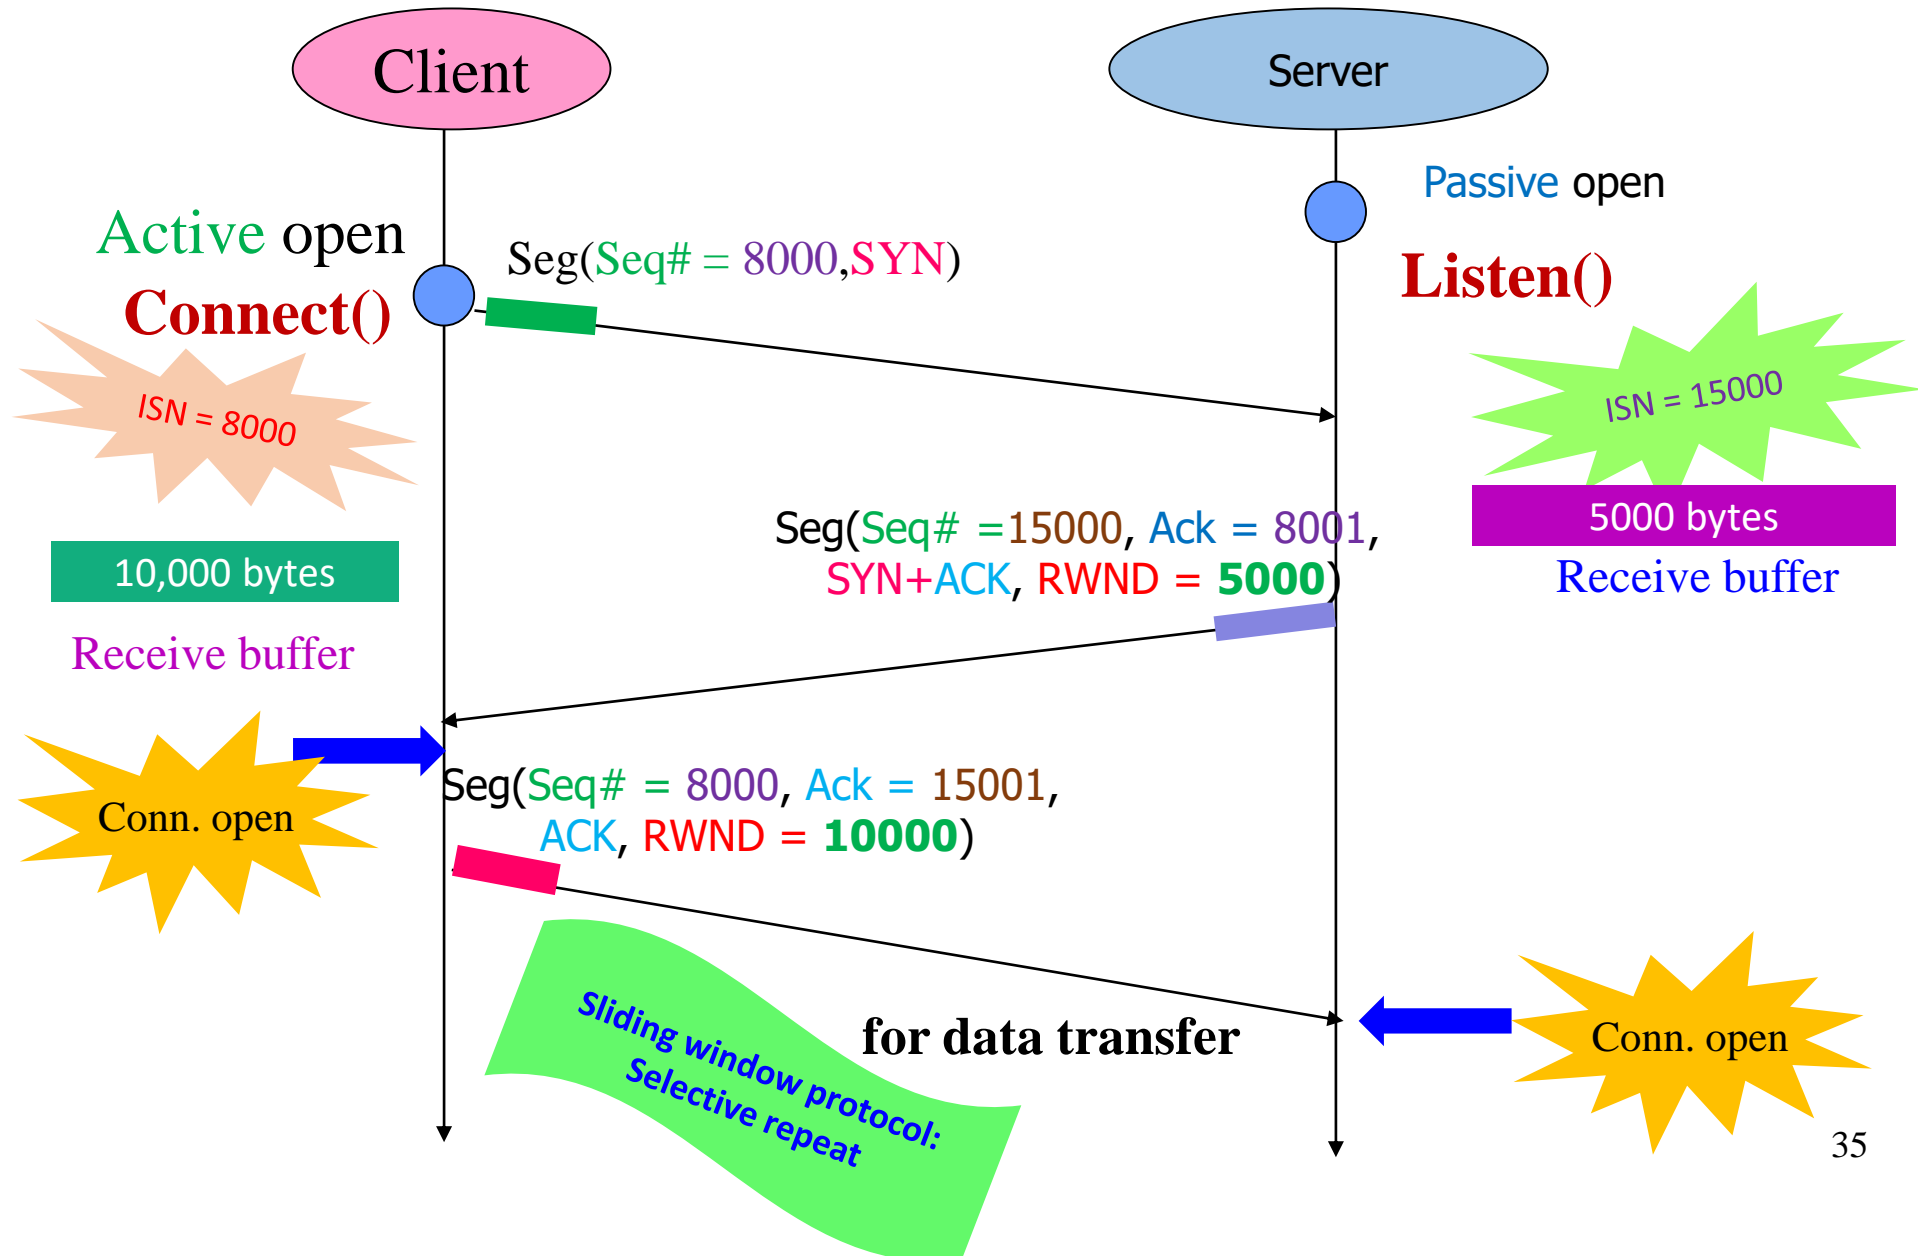 Client
Server
Passive open
Active open
Seg(Seq# = 8000,SYN)
Listen()
Connect()
ISN = 8000
ISN = 15000
Seg(Seq# =15000, Ack = 8001,
SYN+ACK, RWND = 5000)
5000 bytes
Receive buffer
10,000 bytes
Receive buffer
Conn. open
Seg(Seq# = 8000, Ack = 15001,
ACK, RWND = 10000)
Sliding window protocol:
Selective repeat
for data transfer
Conn. open
35